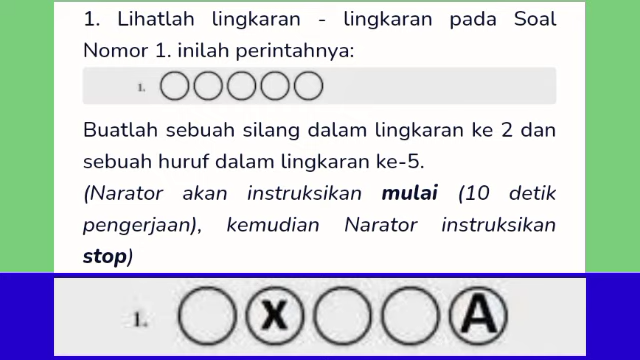 1. Lihatlah lingkaran - lingkaran pada Soal
Nomor 1. inilah perintahnya:
1.
Buatlah sebuah silang dalam lingkaran ke 2 dan
sebuah huruf dalam lingkaran ke-5.
(Narator akan instruksikan mulai (10 detik
pengerjaan), kemudian Narator instruksikan
stop)
1. X A